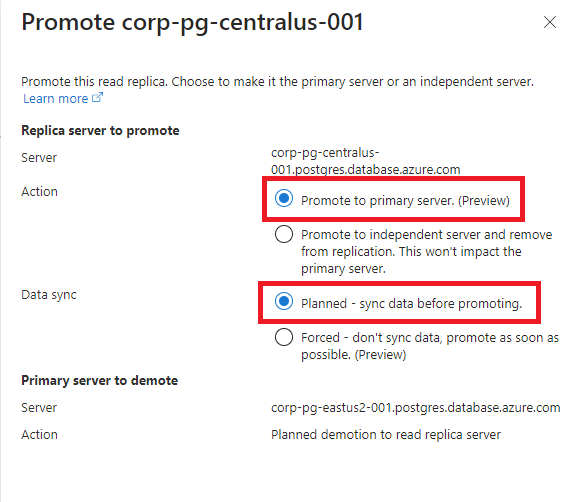 Promote corp-pg-centralus-001
Promote this read replica. Choose to make it the primary server or an independent server.
Learn more
Replica server to promote
Server
corp-pg-centralus-
001.postgres.database.azure.com
Action
Promote to primary server. (Preview)
Promote to independent server and remove
from replication. This won't impact the
primary server.
Data sync
Planned - sync data before promoting.
Forced - don't sync data, promote as soon as
possible. (Preview)
Primary server to demote
Server
corp-pg-eastus2-001.postgres.database.azure.com
Action
Planned demotion to read replica server